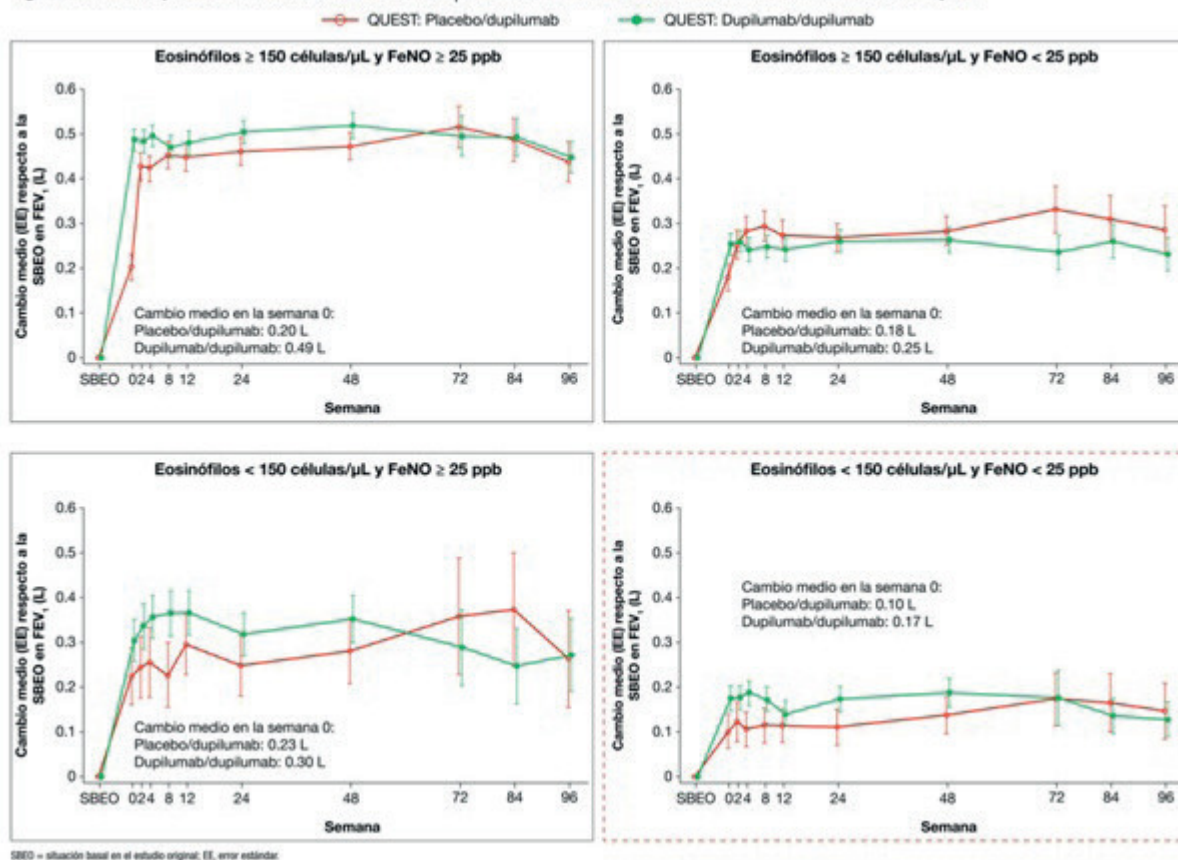 QUEST: Placebo/dupilumab QUEST: Dupilumab/dupilumab
Eosinófilos ≥ 150 células/µL y FeNO ≥ 25 ppb
Cambio medio (EE) respecto a la
SBEO en FEV₁ (L)
0.6
0.5
0.4
0.3
0.2
0.1
0
Cambio medio en la semana 0:
Placebo/dupilumab: 0.20 L
Dupilumab/dupilumab: 0.49 L
SBEO 0 2 4 8 12 24 48 72 84 96
Semana
Eosinófilos ≥ 150 células/µL y FeNO < 25 ppb
Cambio medio (EE) respecto a la
SBEO en FEV₁ (L)
0.6
0.5
0.4
0.3
0.2
0.1
0
Cambio medio en la semana 0:
Placebo/dupilumab: 0.18 L
Dupilumab/dupilumab: 0.25 L
SBEO 0 2 4 8 12 24 48 72 84 96
Semana
Eosinófilos < 150 células/µL y FeNO ≥ 25 ppb
Cambio medio (EE) respecto a la
SBEO en FEV₁ (L)
0.6
0.5
0.4
0.3
0.2
0.1
0
Cambio medio en la semana 0:
Placebo/dupilumab: 0.23 L
Dupilumab/dupilumab: 0.30 L
SBEO 0 2 4 8 12 24 48 72 84 96
Semana
Eosinófilos < 150 células/µL y FeNO < 25 ppb
Cambio medio (EE) respecto a la
SBEO en FEV₁ (L)
0.6
0.5
0.4
0.3
0.2
0.1
0
Cambio medio en la semana 0:
Placebo/dupilumab: 0.10 L
Dupilumab/dupilumab: 0.17 L
SBEO 0 2 4 8 12 24 48 72 84 96
Semana
SBEO = situación basal en el estudio original; EE, error estándar.